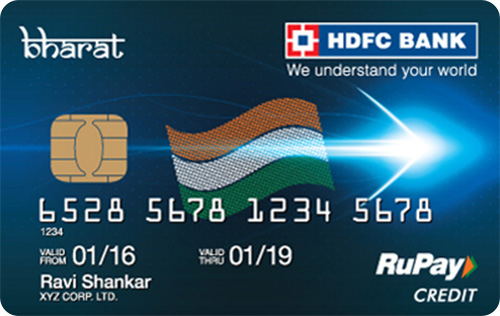 bharat
HDFC BANK
We understand your world
6528 5678 1234 5678
1234
VALID FROM 01/16 VALID THRU 01/19
Ravi Shankar
XYZ CORP. LTD.
RuPay
CREDIT